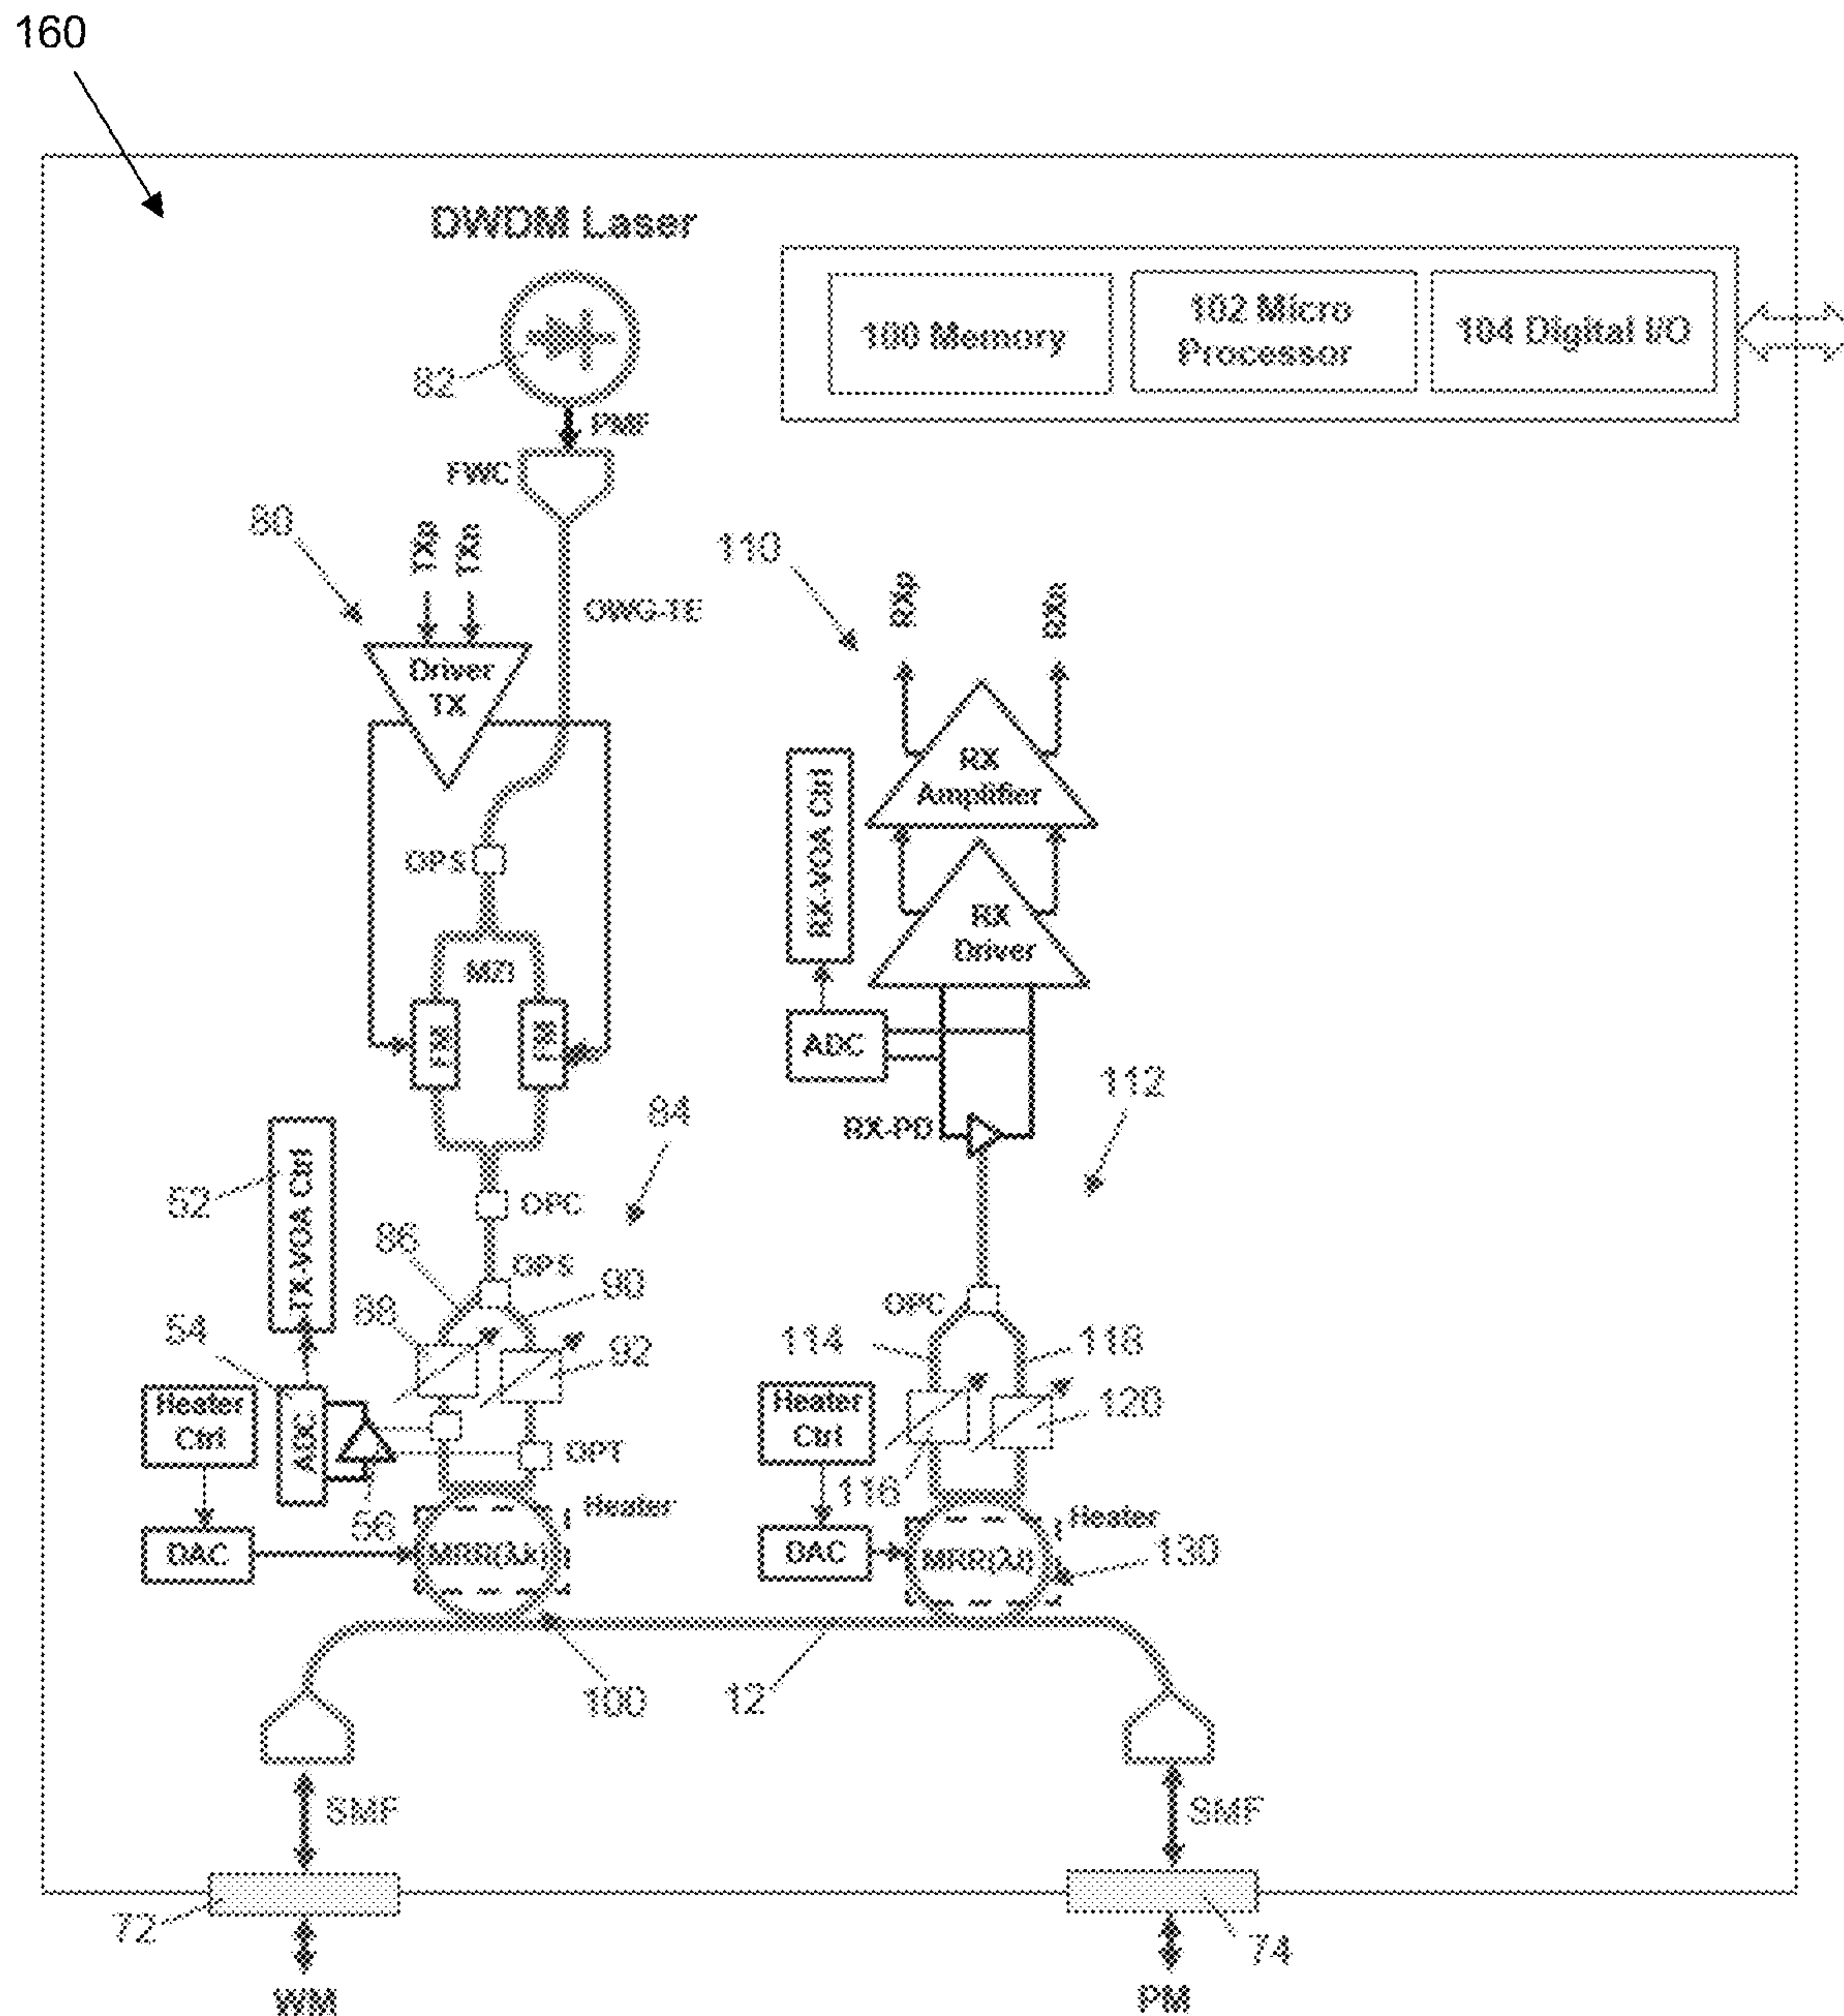 160
DWDM Laser
100 Memory
102 Micro
Processor
104 Digital I/O
82
PMF
FWC
80
TXp
TXn
110
RXp
RXn
OWG-TE
Driver
TX
RX
Amplifier
RX-VOA Ctrl
OPS
RX
Driver
MZI
ADC
112
84
RX-PD
TX-VOA Ctrl
52
OPC
86
OPS
90
OPC
88
54
92
114
118
Heater
Ctrl
ADC
Heater
Ctrl
120
OPT
116
56
Heater
Heater
DAC
DAC
130
100
12
SMF
SMF
72
74
WM
PM